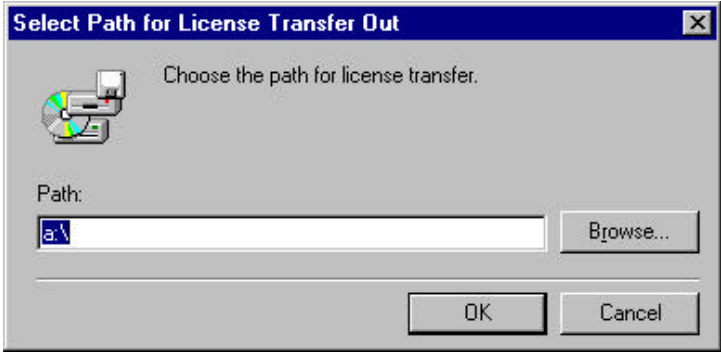 Select Path for License Transfer Out
Choose the path for license transfer.
Path:
a:\
Browse...
OK
Cancel